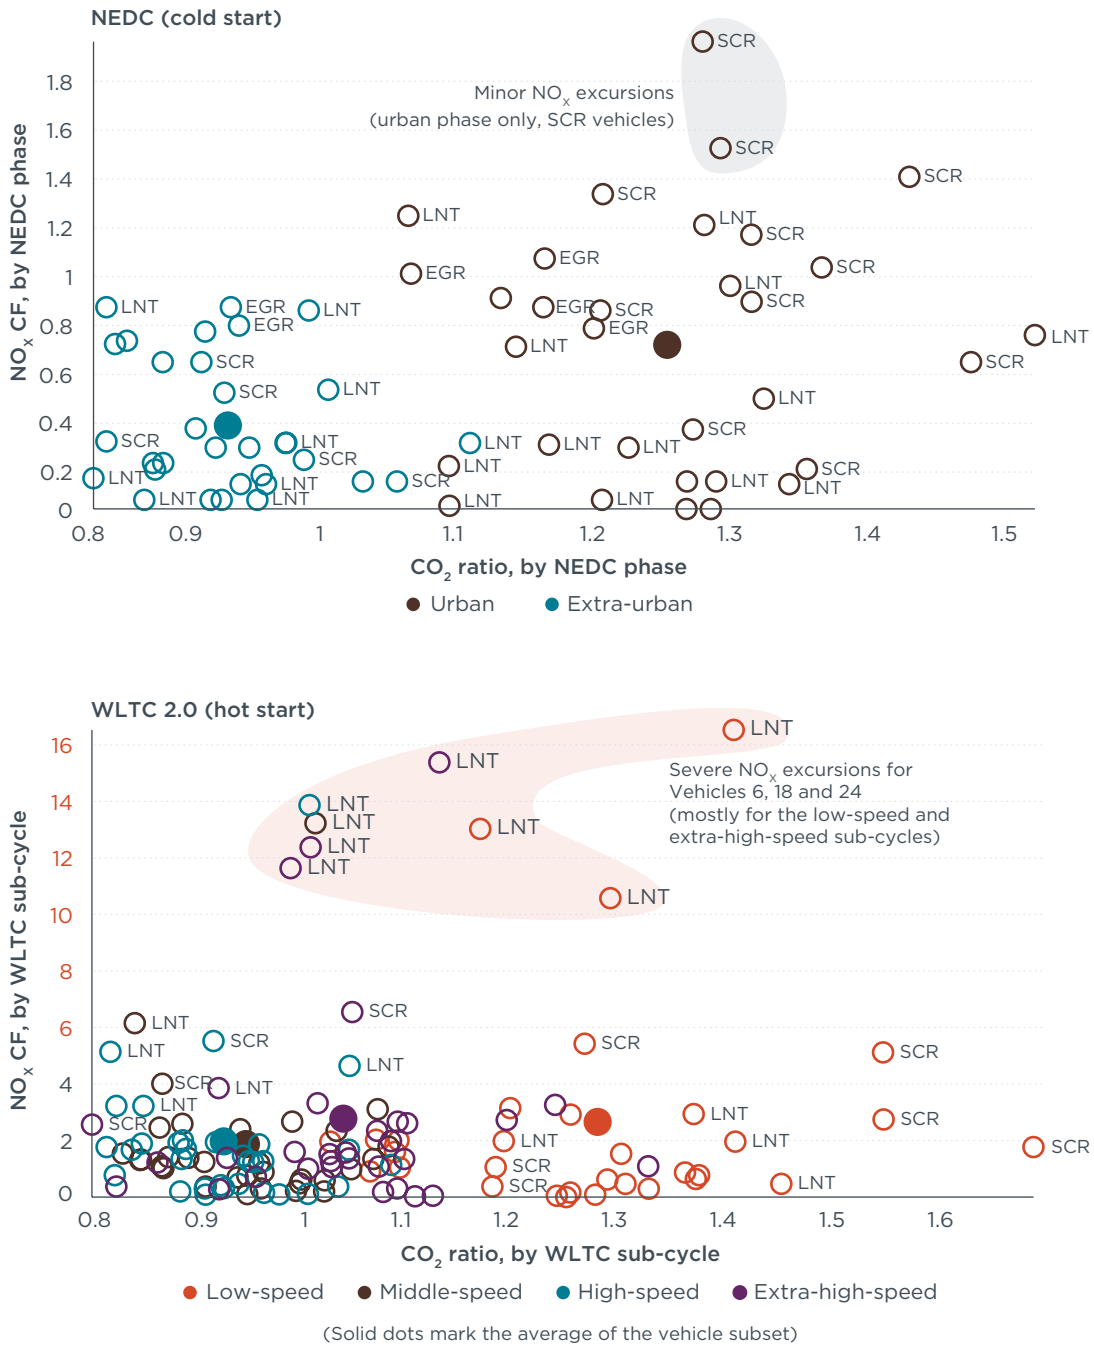 NEDC (cold start)
SCR
Minor NOx excursions
(urban phase only, SCR vehicles)
SCR
NOx CF, by NEDC phase
1.8
1.6
1.4
1.2
1
0.8
0.6
0.4
0.2
0
SCR
SCR
LNT
LNT
SCR
EGR
EGR
SCR
LNT
SCR
LNT
EGR
LNT
EGR
SCR
EGR
EGR
LNT
LNT
SCR
SCR
SCR
LNT
LNT
SCR
SCR
LNT
LNT
LNT
LNT
SCR
LNT
SCR
LNT
LNT
SCR
LNT
LNT
LNT
LNT
LNT
LNT
0.8
0.9
1
1.1
1.2
1.3
1.4
1.5
CO2 ratio, by NEDC phase
Urban
Extra-urban
WLTC 2.0 (hot start)
NOx CF, by WLTC sub-cycle
16
14
12
10
8
6
4
2
0
LNT
LNT
Severe NOx excursions for
Vehicles 6, 18 and 24
(mostly for the low-speed and
extra-high-speed sub-cycles)
LNT
LNT
LNT
LNT
LNT
LNT
SCR
LNT
SCR
SCR
LNT
SCR
LNT
SCR
LNT
LNT
LNT
SCR
SCR
LNT
LNT
SCR
SCR
SCR
LNT
0.8
0.9
1
1.1
1.2
1.3
1.4
1.5
1.6
CO2 ratio, by WLTC sub-cycle
Low-speed
Middle-speed
High-speed
Extra-high-speed
(Solid dots mark the average of the vehicle subset)